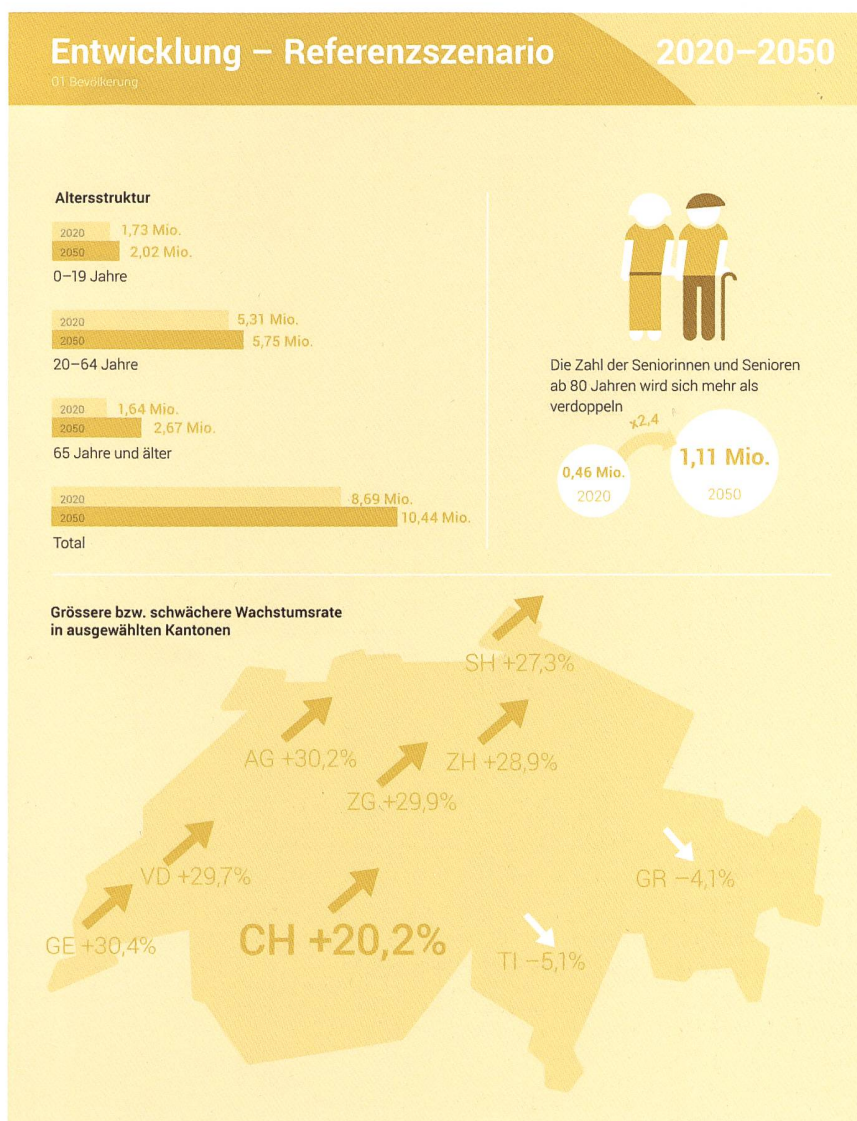 Entwicklung – Referenzszenario 2020–2050
01 Bevölkerung
Altersstruktur
2020 1,73 Mio.
2050 2,02 Mio.
0–19 Jahre
2020 5,31 Mio.
2050 5,75 Mio.
20–64 Jahre
2020 1,64 Mio.
2050 2,67 Mio.
65 Jahre und älter
2020 8,69 Mio.
2050 10,44 Mio.
Total
Die Zahl der Seniorinnen und Senioren
ab 80 Jahren wird sich mehr als
verdoppeln
x2,4
0,46 Mio.
2020
1,11 Mio.
2050
Grössere bzw. schwächere Wachstumsrate
in ausgewählten Kantonen
SH +27,3%
AG +30,2%
ZH +28,9%
ZG +29,9%
VD +29,7%
GR –4,1%
GE +30,4%
CH +20,2%
TI –5,1%